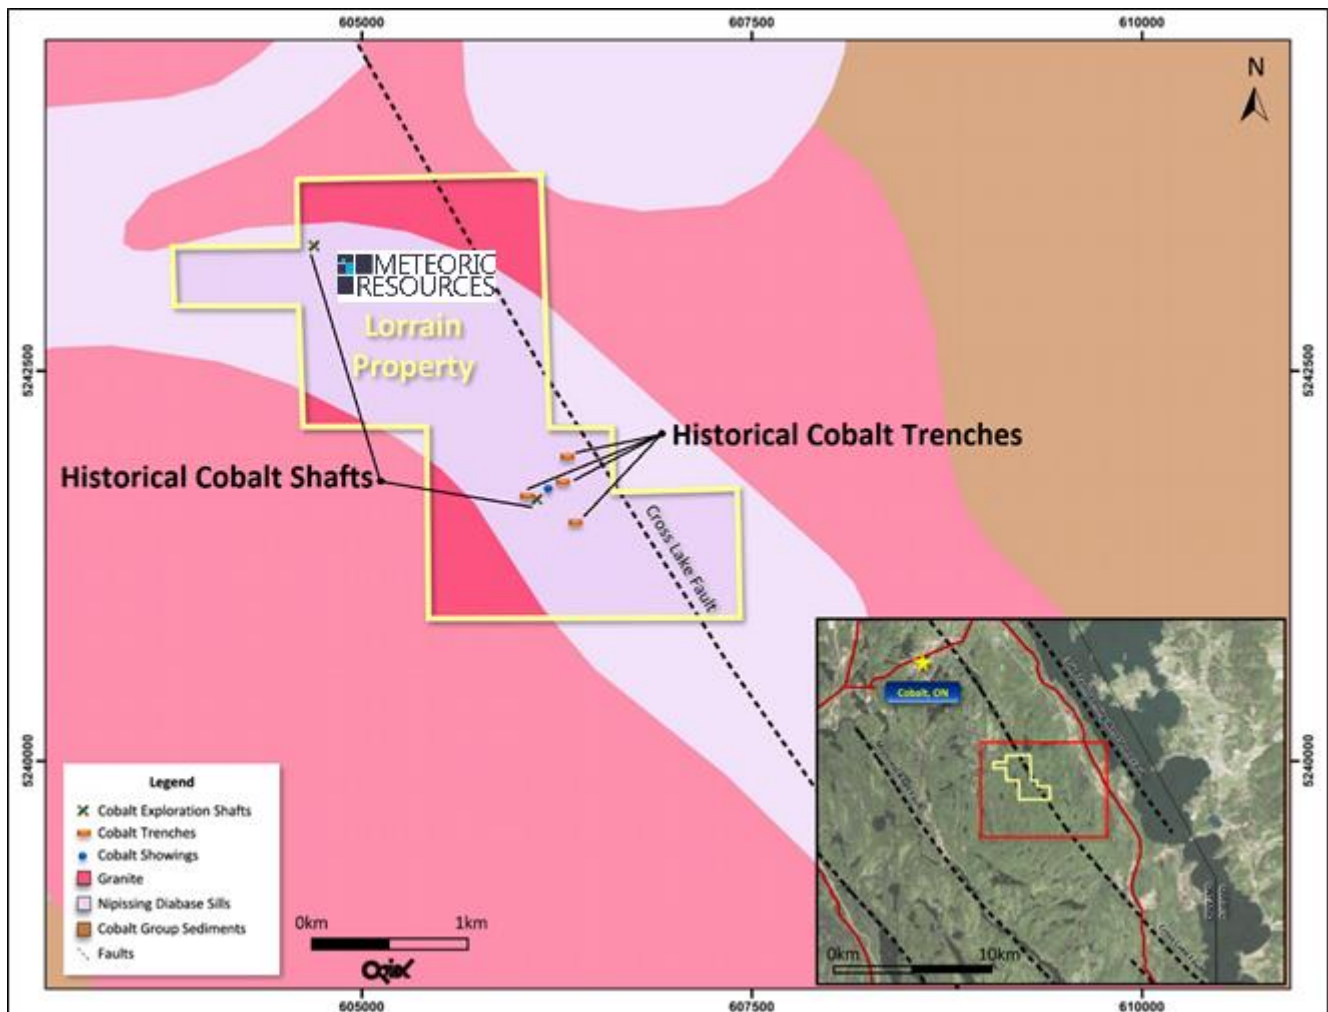 605000
607500
610000
N
METEORIC
RESOURCES
Lorrain
Property
5242500
5242500
Historical Cobalt Trenches
Historical Cobalt Shafts
Cross Lake Fault
Cobalt, ON
5240000
5240000
Legend
Cobalt Exploration Shafts
Cobalt Trenches
Cobalt Showings
Granite
Nipissing Diabase Sills
Cobalt Group Sediments
Faults
0km
1km
0km
10km
605000
607500
610000